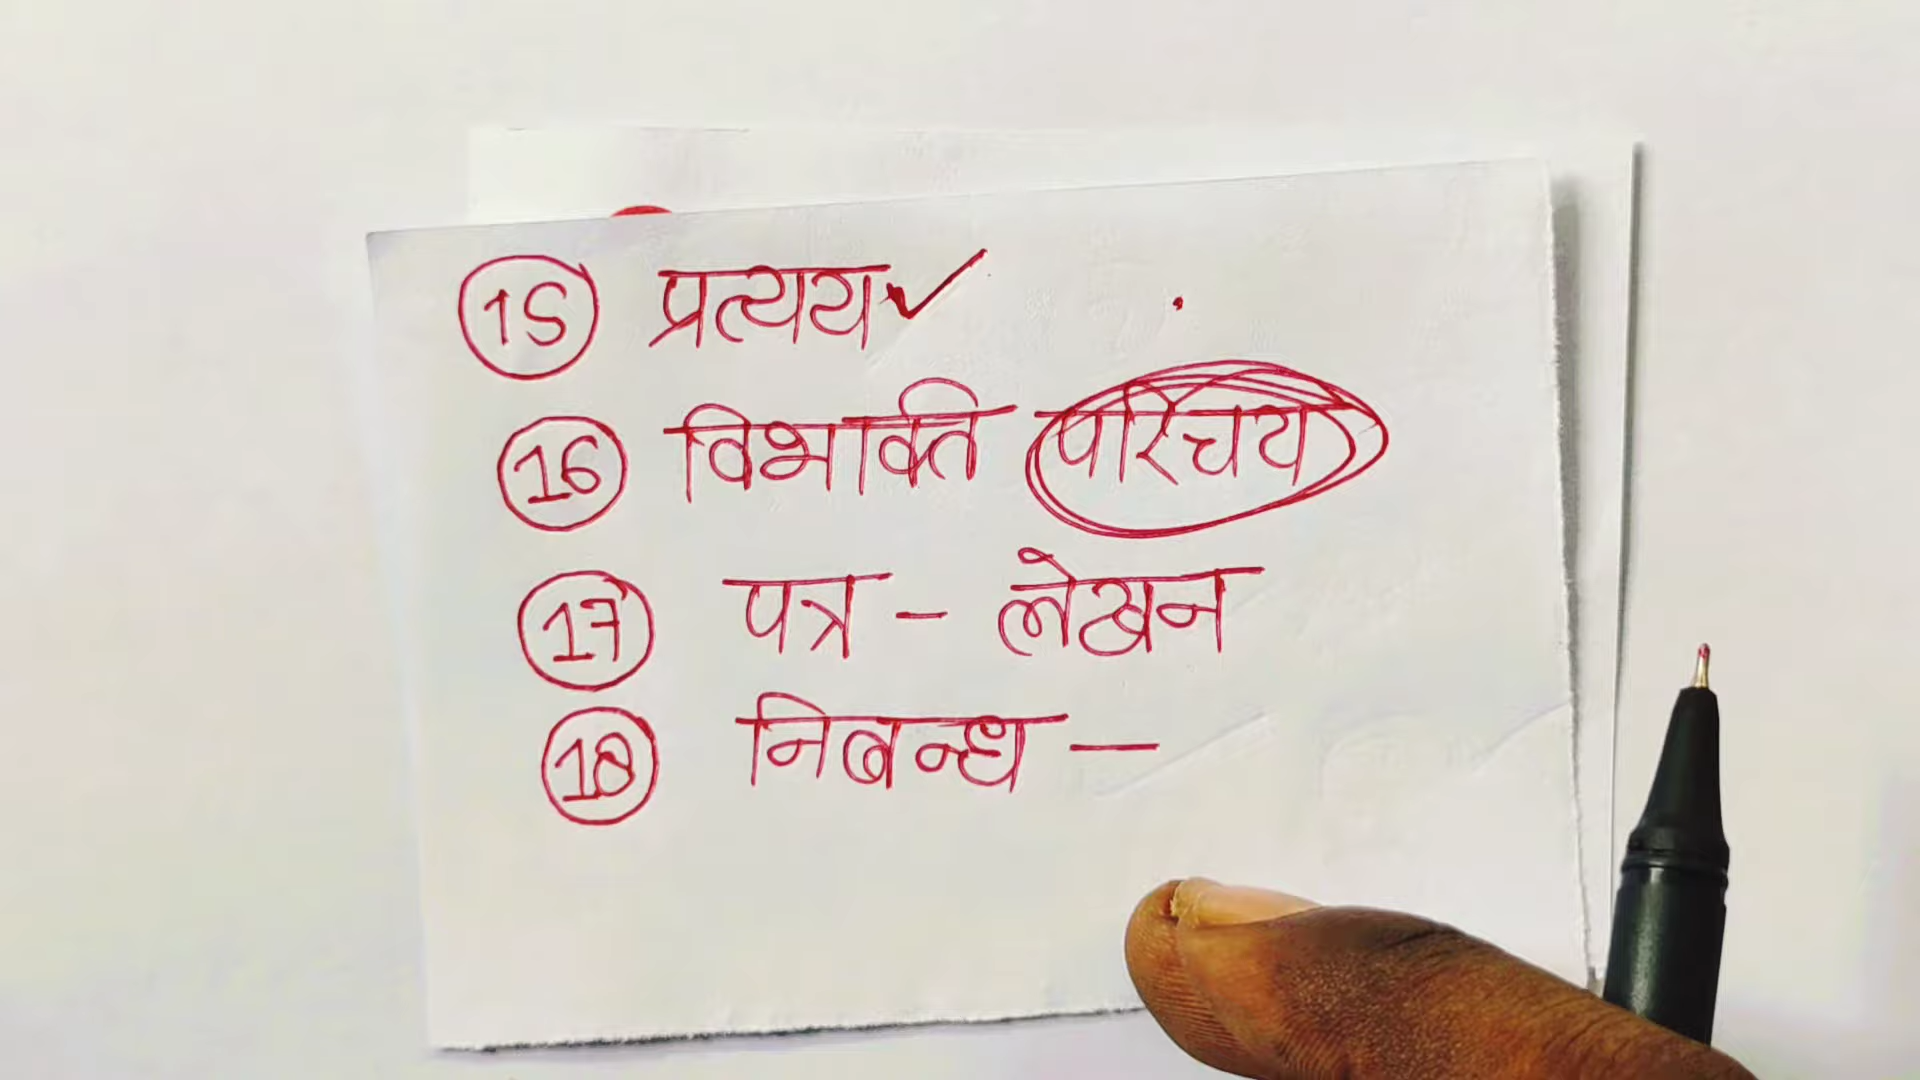 15 प्रत्यय
16 विभक्ति परिचय
17 पत्र - लेखन
18 निबन्ध -